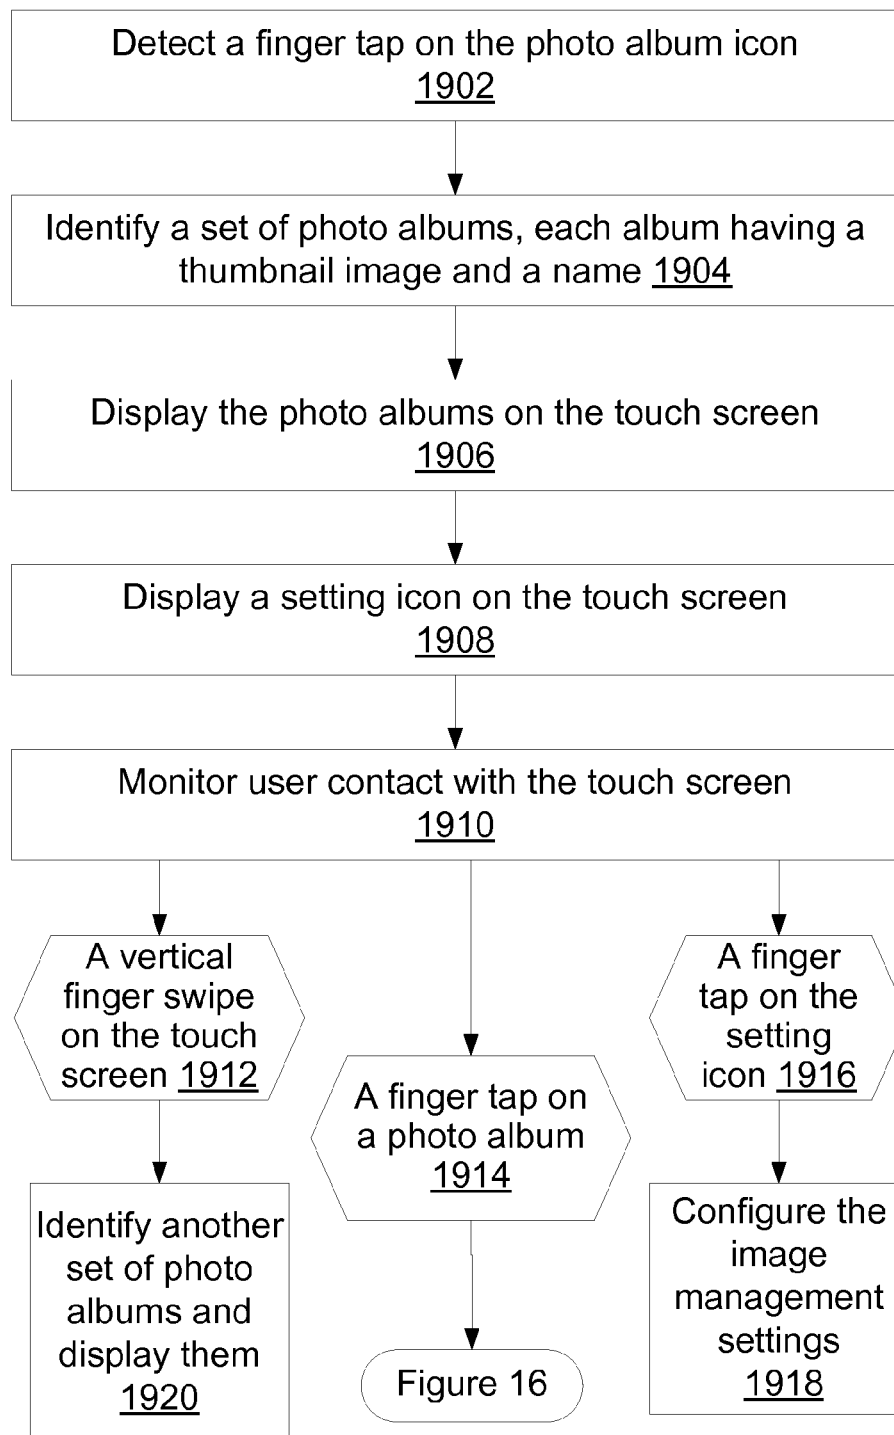 Detect a finger tap on the photo album icon
1902
Identify a set of photo albums, each album having a
thumbnail image and a name 1904
Display the photo albums on the touch screen
1906
Display a setting icon on the touch screen
1908
Monitor user contact with the touch screen
1910
A vertical
finger swipe
on the touch
screen 1912
A finger tap on
a photo album
1914
A finger
tap on the
setting
icon 1916
Identify another
set of photo
albums and
display them
1920
Figure 16
Configure the
image
management
settings
1918